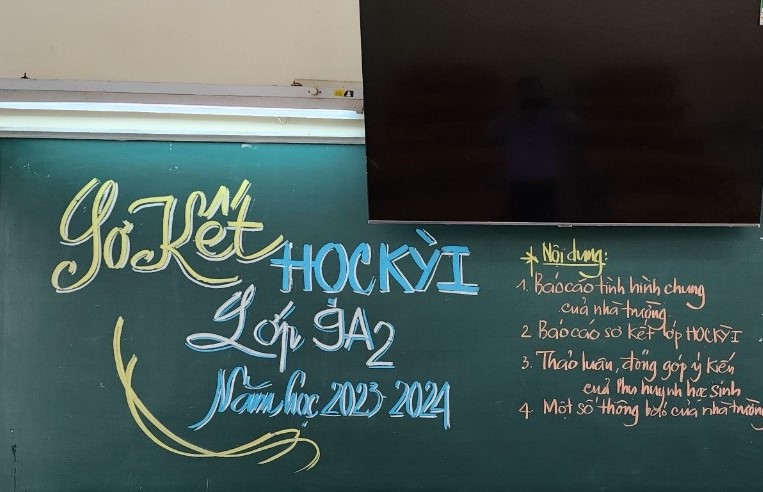 Sơ Kết
HỌC KỲ I
Lớp 9A2
Năm học 2023-2024
* Nội dung:
1. Báo cáo tình hình chung
của nhà trường.
2. Báo cáo sơ kết lớp HỌC KỲ I
3. Thảo luận, đóng góp ý kiến
của Phụ huynh học sinh
4. Một số thông báo của nhà trường